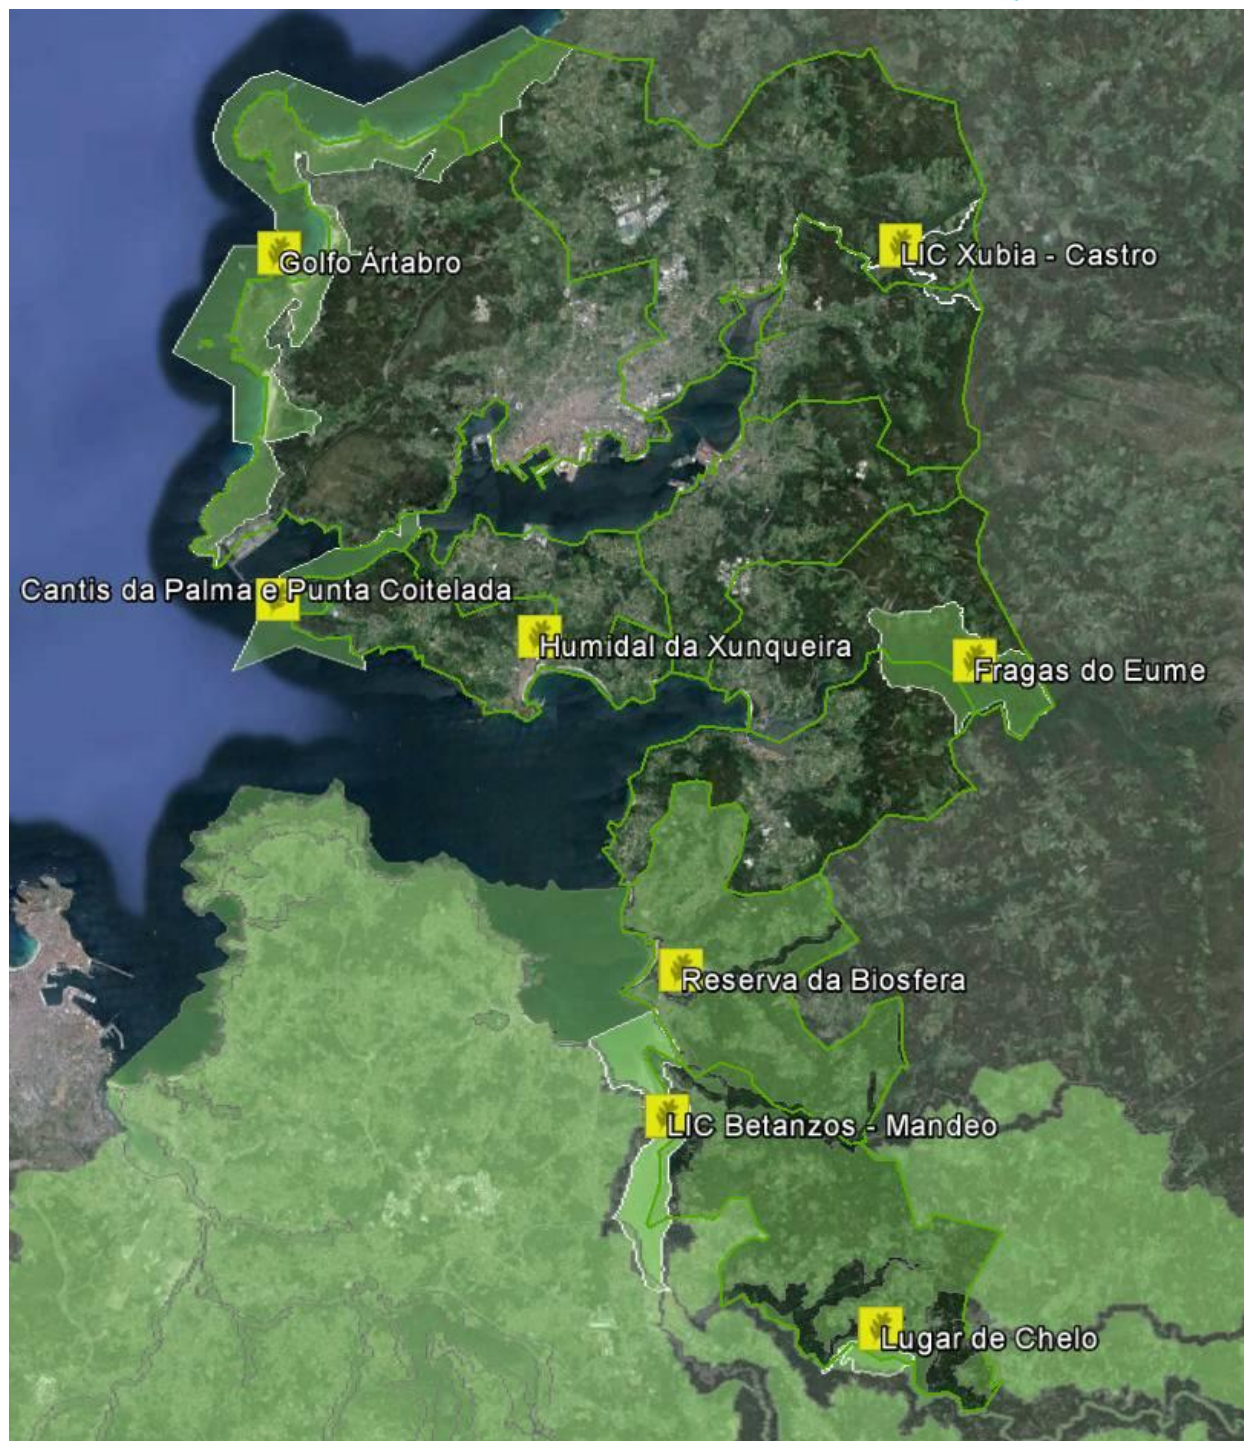 Golfo Ártabro
LIC Xubia - Castro
Cantis da Palma e Punta Coitelada
Humidal da Xunqueira
Fragas do Eume
Reserva da Biosfera
LIC Betanzos - Mandeo
Lugar de Chelo